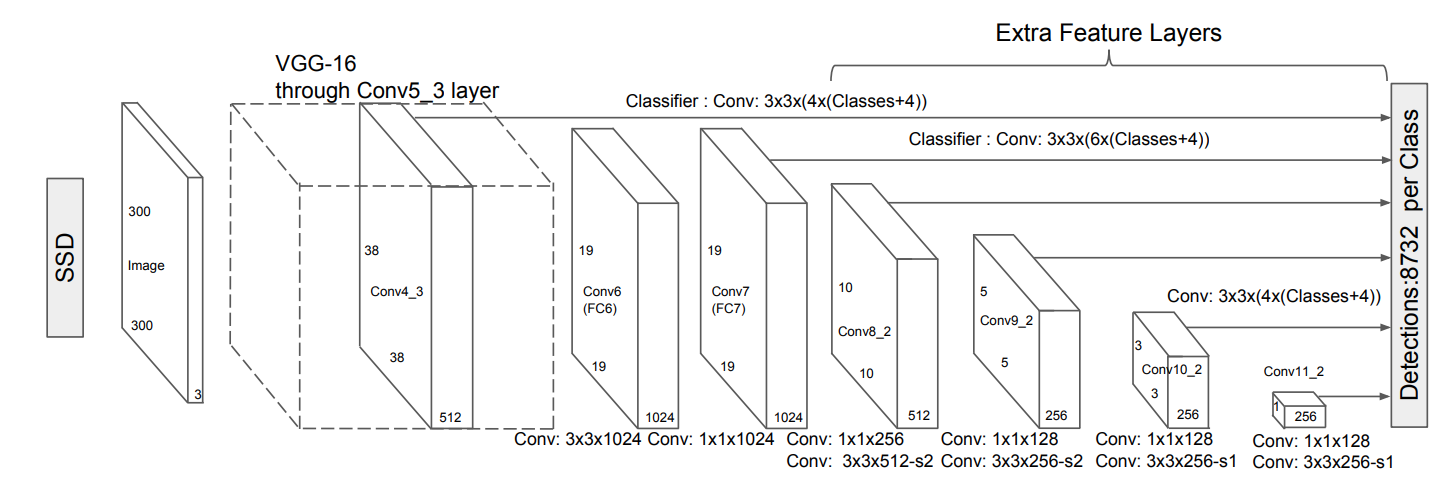 Extra Feature Layers
VGG-16
through Conv5_3 layer
Classifier : Conv: 3x3x(4x(Classes+4))
Classifier : Conv: 3x3x(6x(Classes+4))
SSD
300
Image
300
3
38
Conv4_3
38
512
19
Conv6
(FC6)
19
1024
19
Conv7
(FC7)
19
1024
10
Conv8_2
10
512
5
Conv9_2
5
256
Conv: 3x3x(4x(Classes+4))
3
Conv10_2
3
256
Conv11_2
1
256
Detections:8732 per Class
Conv: 3x3x1024
Conv: 1x1x1024
Conv: 1x1x256
Conv: 3x3x512-s2
Conv: 1x1x128
Conv: 3x3x256-s2
Conv: 1x1x128
Conv: 3x3x256-s1
Conv: 1x1x128
Conv: 3x3x256-s1